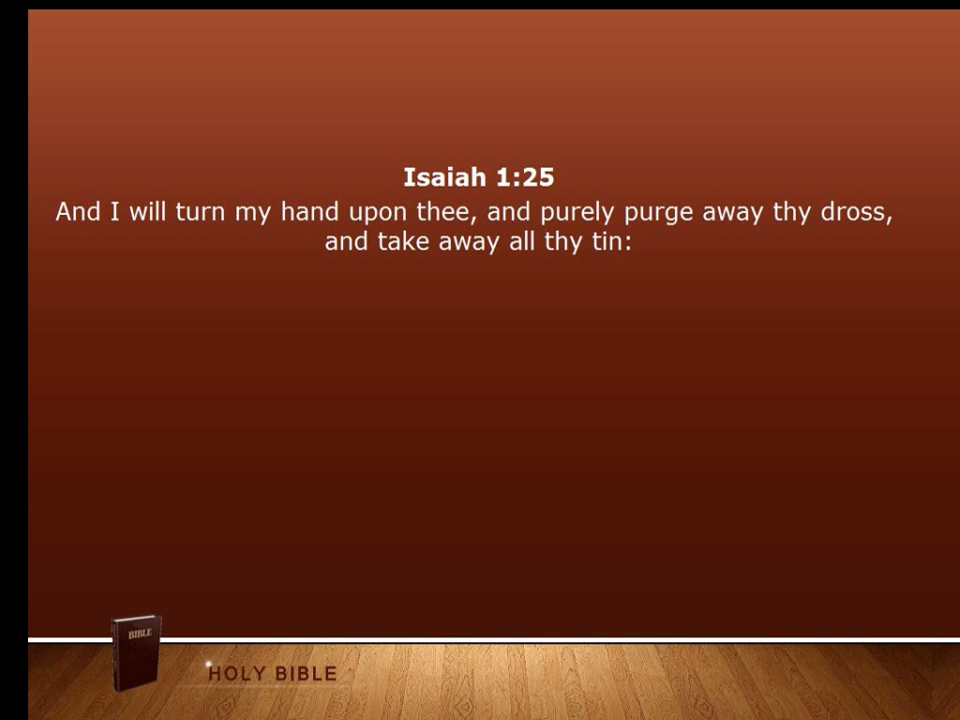 Isaiah 1:25
And I will turn my hand upon thee, and purely purge away thy dross,
and take away all thy tin:
BIBLE
HOLY BIBLE